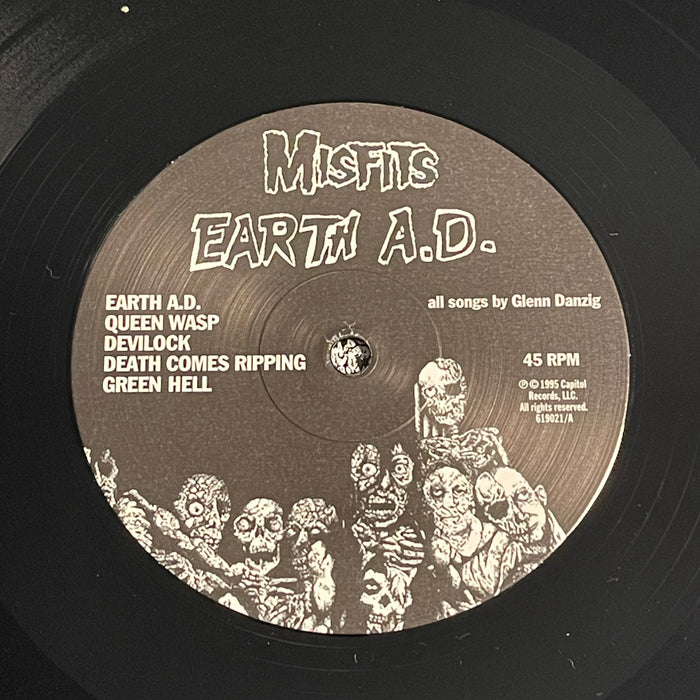 MISFITS
EARTH A.D.
EARTH A.D.
QUEEN WASP
DEVILOCK
DEATH COMES RIPPING
GREEN HELL
all songs by Glenn Danzig
45 RPM
℗ © 1995 Capitol
Records, LLC.
All rights reserved.
619021/A